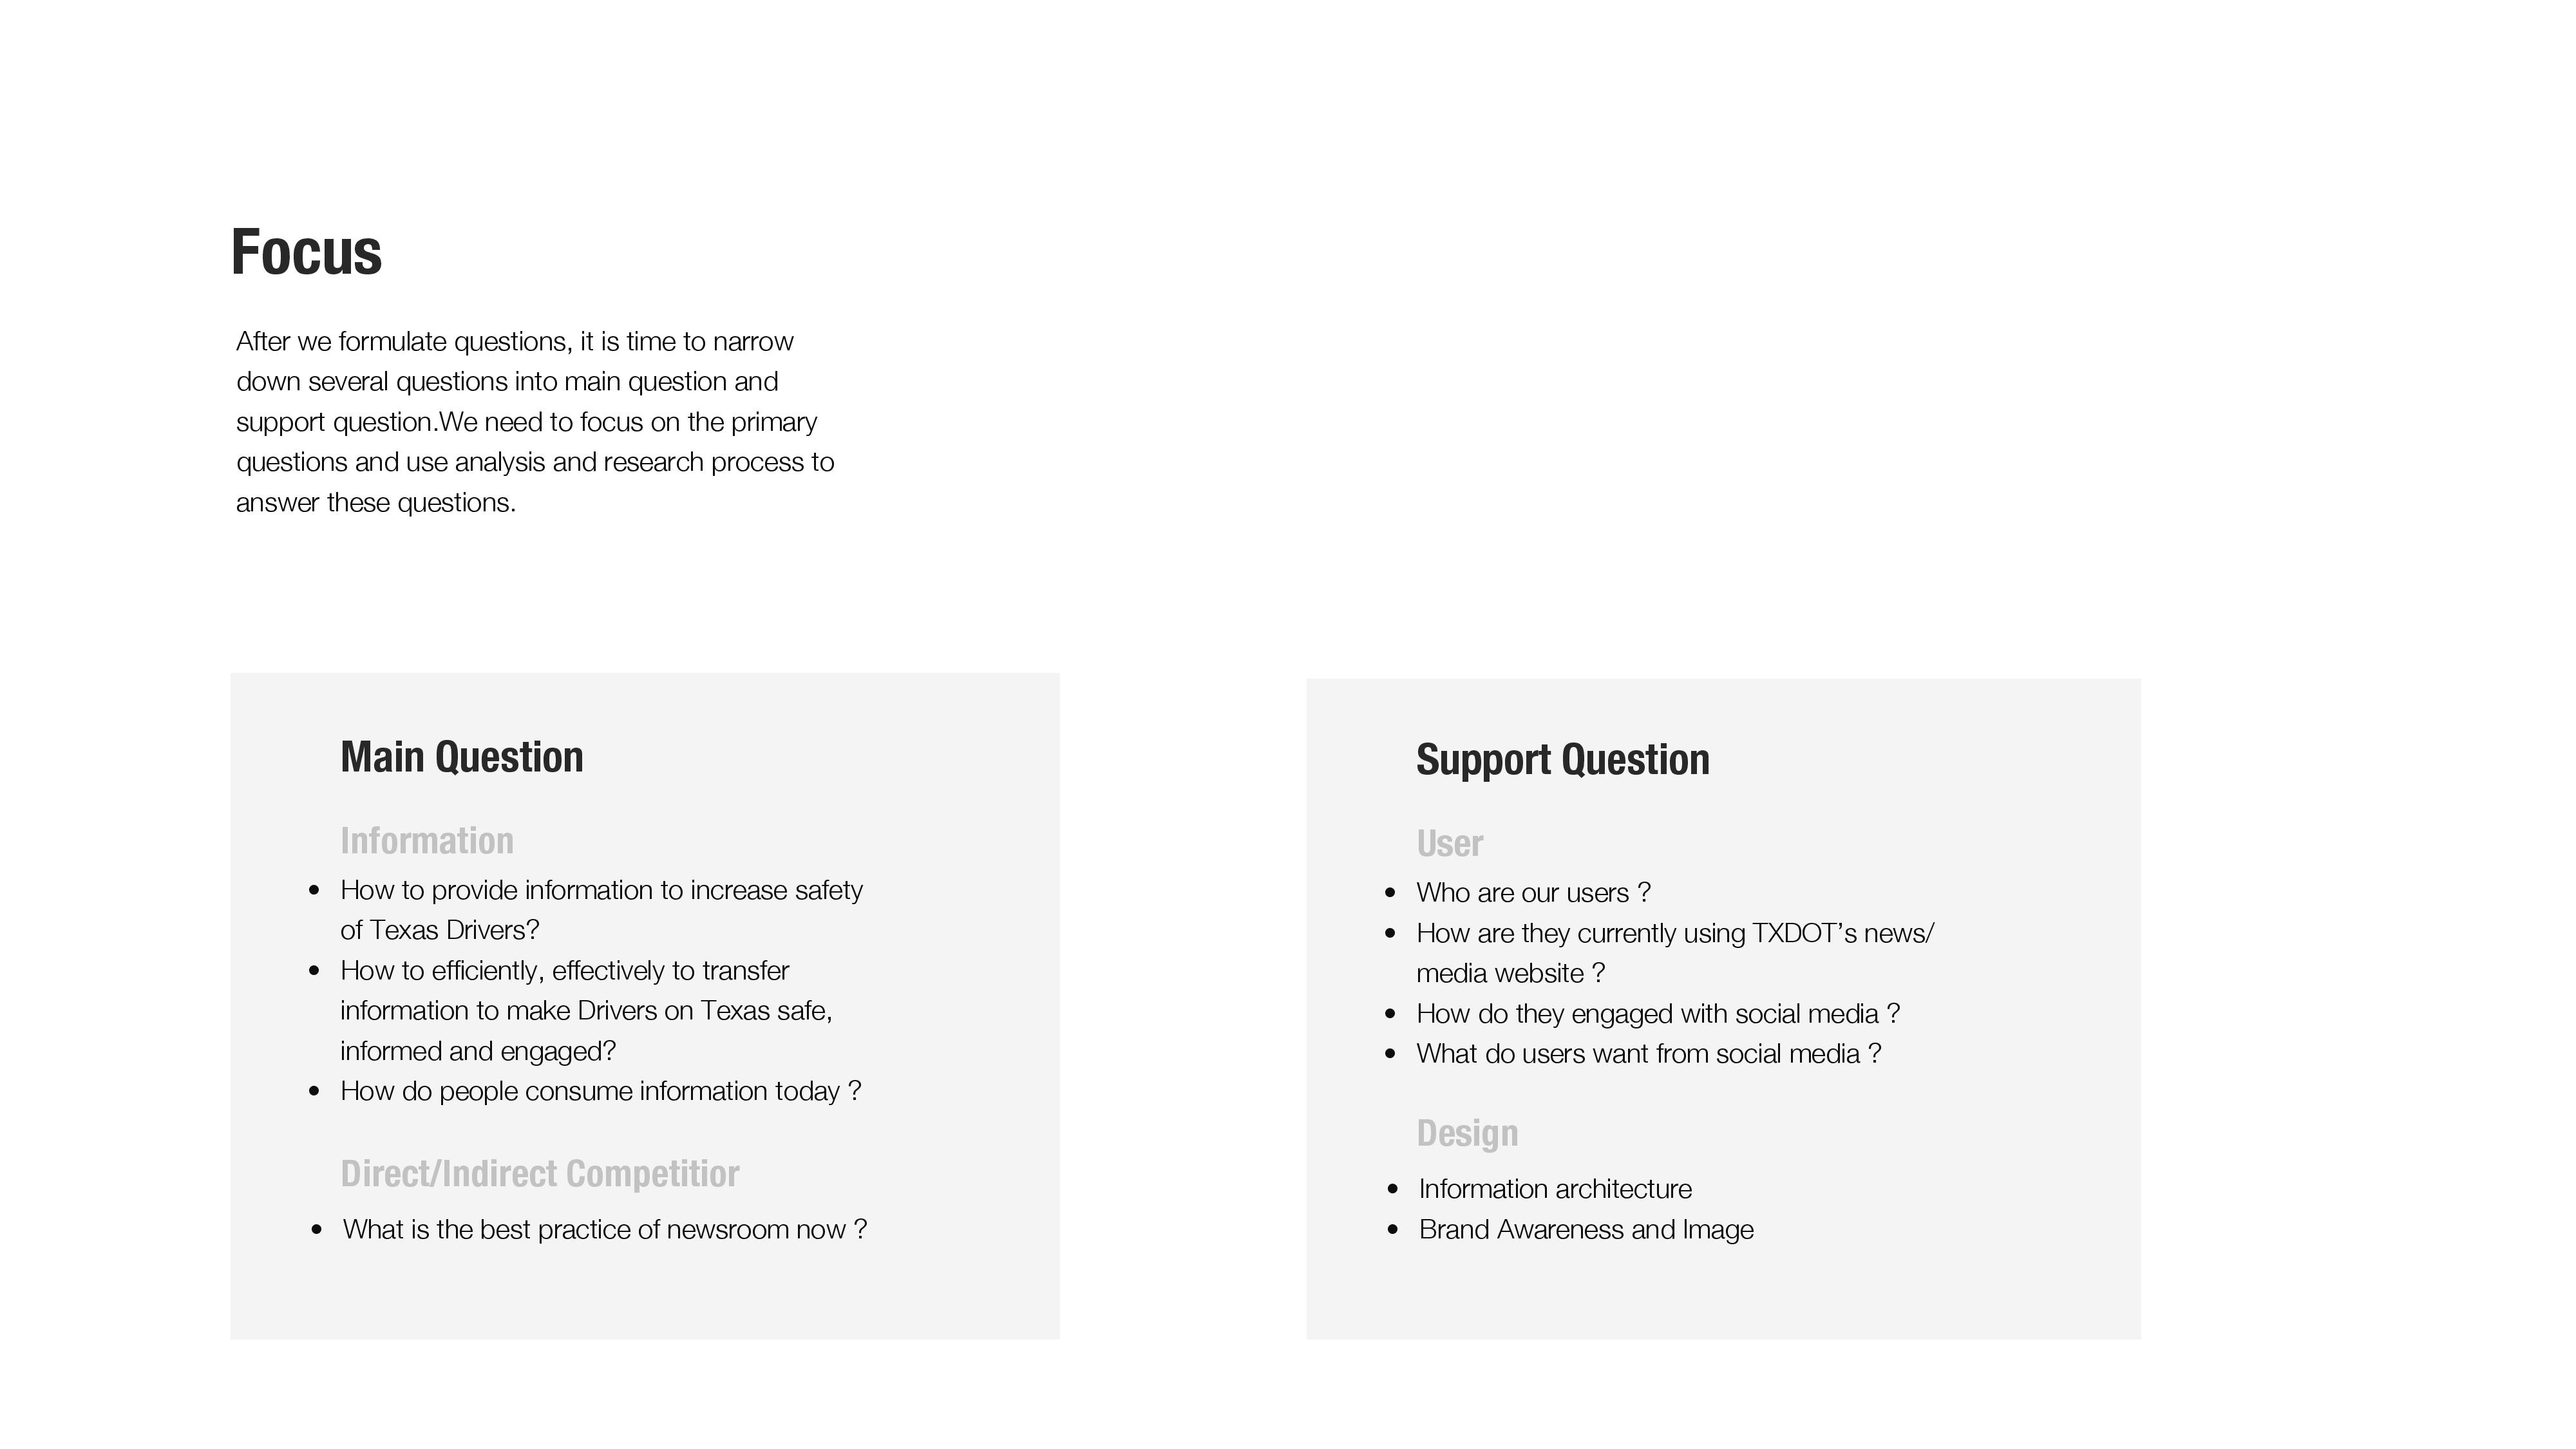 Focus
After we formulate questions, it is time to narrow
down several questions into main question and
support question.We need to focus on the primary
questions and use analysis and research process to
answer these questions.
Main Question
Information
• How to provide information to increase safety
of Texas Drivers?
• How to efficiently, effectively to transfer
information to make Drivers on Texas safe,
informed and engaged?
• How do people consume information today ?
Direct/Indirect Competitior
• What is the best practice of newsroom now ?
Support Question
User
• Who are our users ?
• How are they currently using TXDOT’s news/
media website ?
• How do they engaged with social media ?
• What do users want from social media ?
Design
• Information architecture
• Brand Awareness and Image